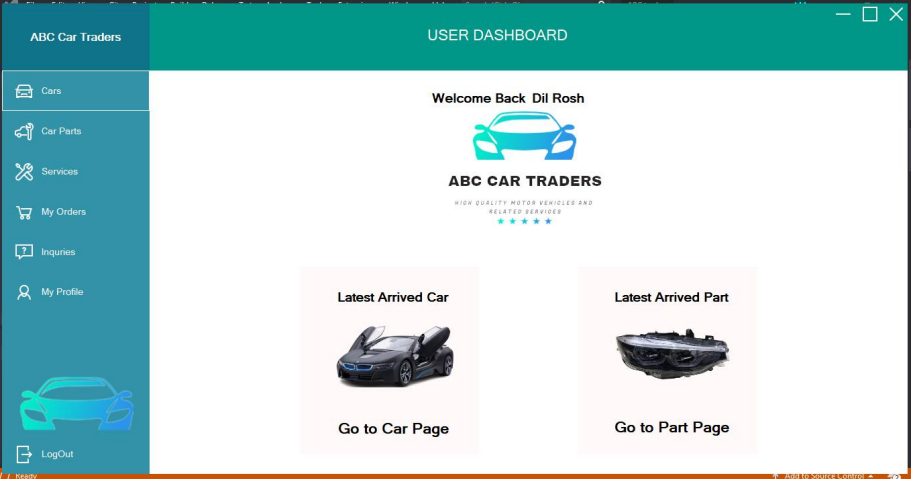 ABC Car Traders
USER DASHBOARD
Cars
Car Parts
Services
My Orders
Inquries
My Profile
LogOut
Welcome Back Dil Rosh
ABC CAR TRADERS
HIGH QUALITY MOTOR VEHICLES AND
RELATED SERVICES
Latest Arrived Car
Go to Car Page
Latest Arrived Part
Go to Part Page
Ready
Add to Source Control